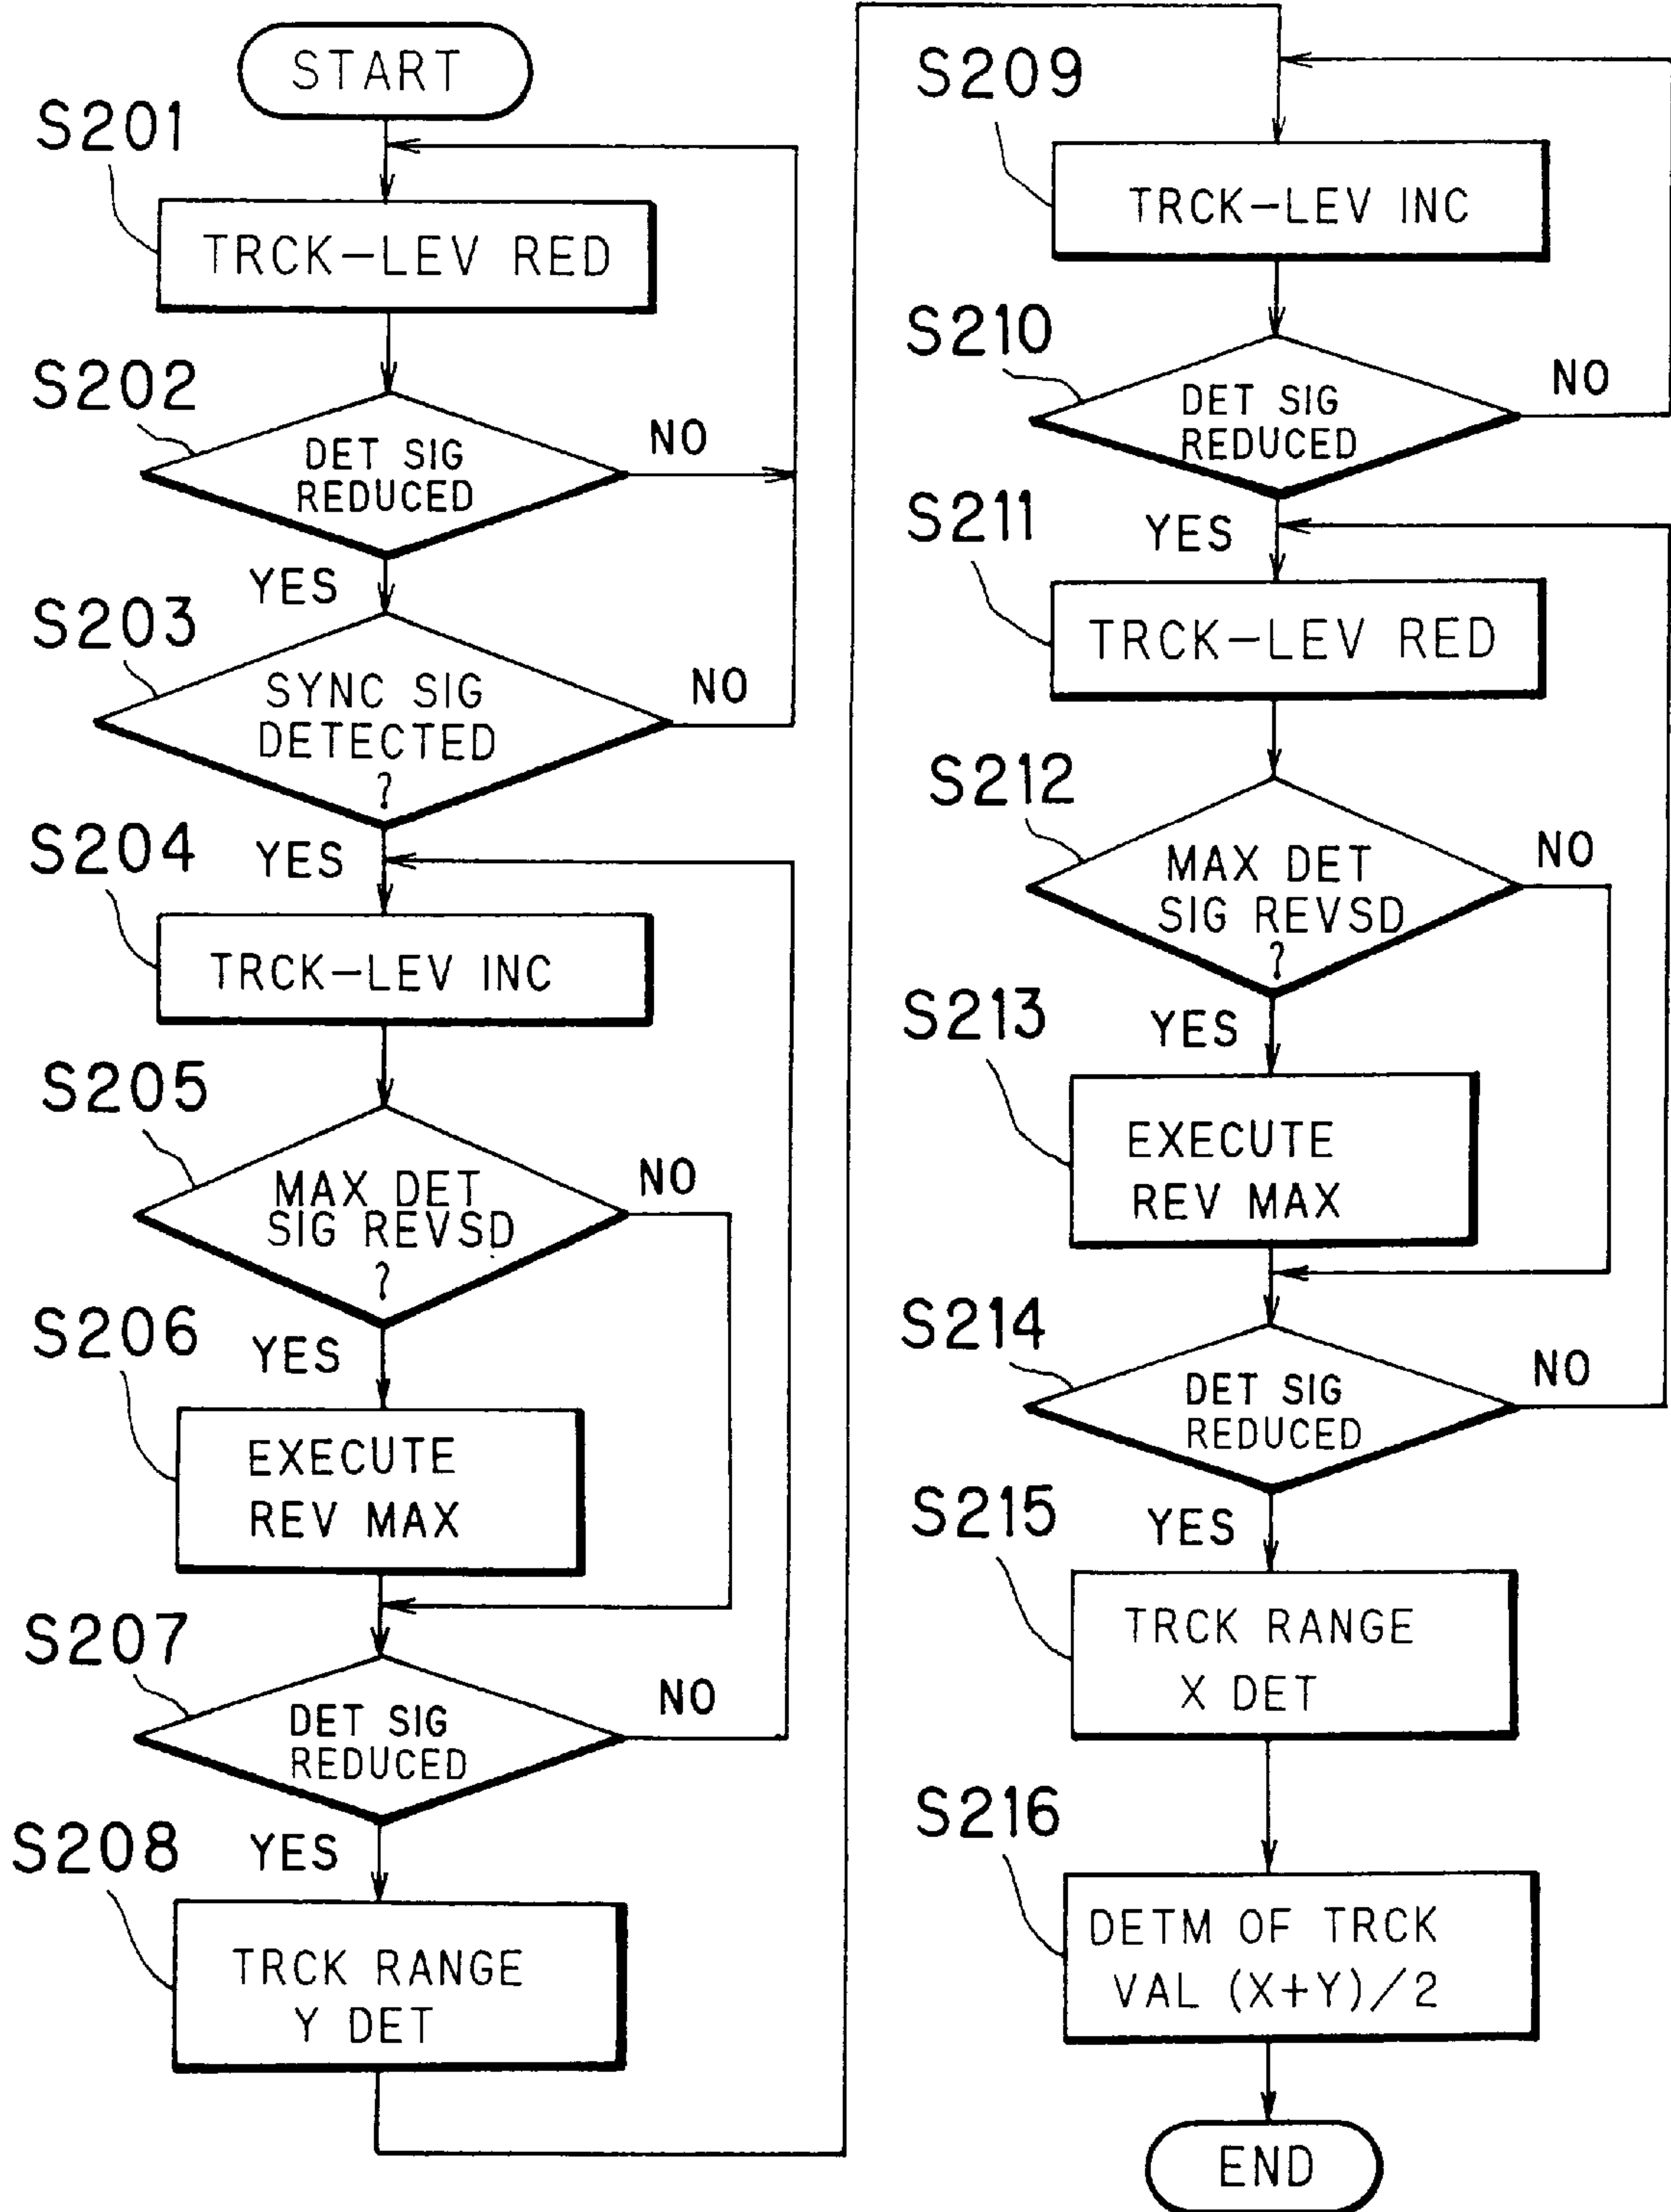 START
S201
TRCK-LEV RED
S202
DET SIG
REDUCED
NO
YES
S203
SYNC SIG
DETECTED
?
NO
YES
S204
TRCK-LEV INC
S205
MAX DET
SIG REVSD
?
NO
YES
S206
EXECUTE
REV MAX
S207
DET SIG
REDUCED
NO
YES
S208
TRCK RANGE
Y DET
S209
TRCK-LEV INC
S210
DET SIG
REDUCED
NO
YES
S211
TRCK-LEV RED
S212
MAX DET
SIG REVSD
?
NO
YES
S213
EXECUTE
REV MAX
S214
DET SIG
REDUCED
NO
YES
S215
TRCK RANGE
X DET
S216
DETM OF TRCK
VAL (X+Y)/2
END